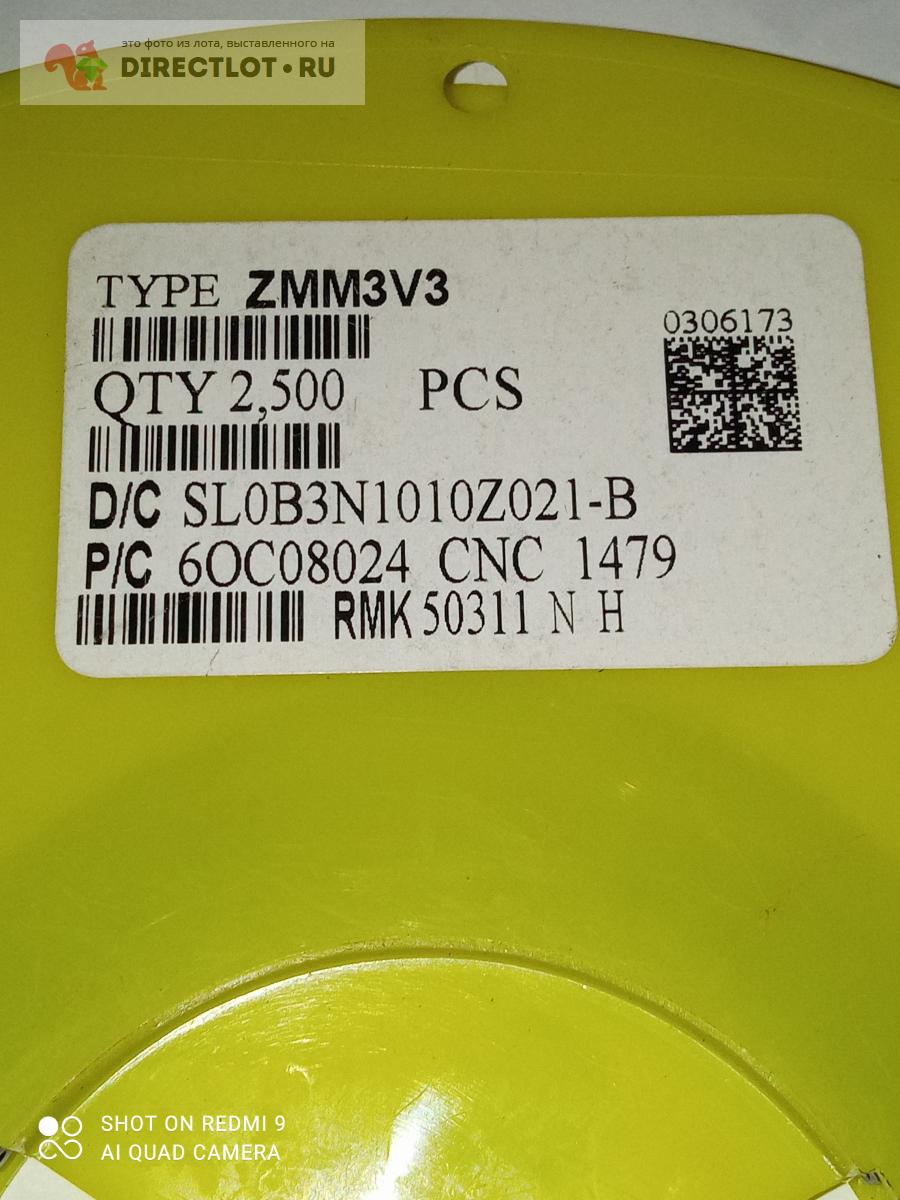 это фото из лота, выставленного на
DIRECTLOT•RU
TYPE ZMM3V3
0306173
QTY 2,500 PCS
D/C SL0B3N1010Z021-B
P/C 6OC08024 CNC 1479
RMK 50311 N H
SHOT ON REDMI 9
AI QUAD CAMERA